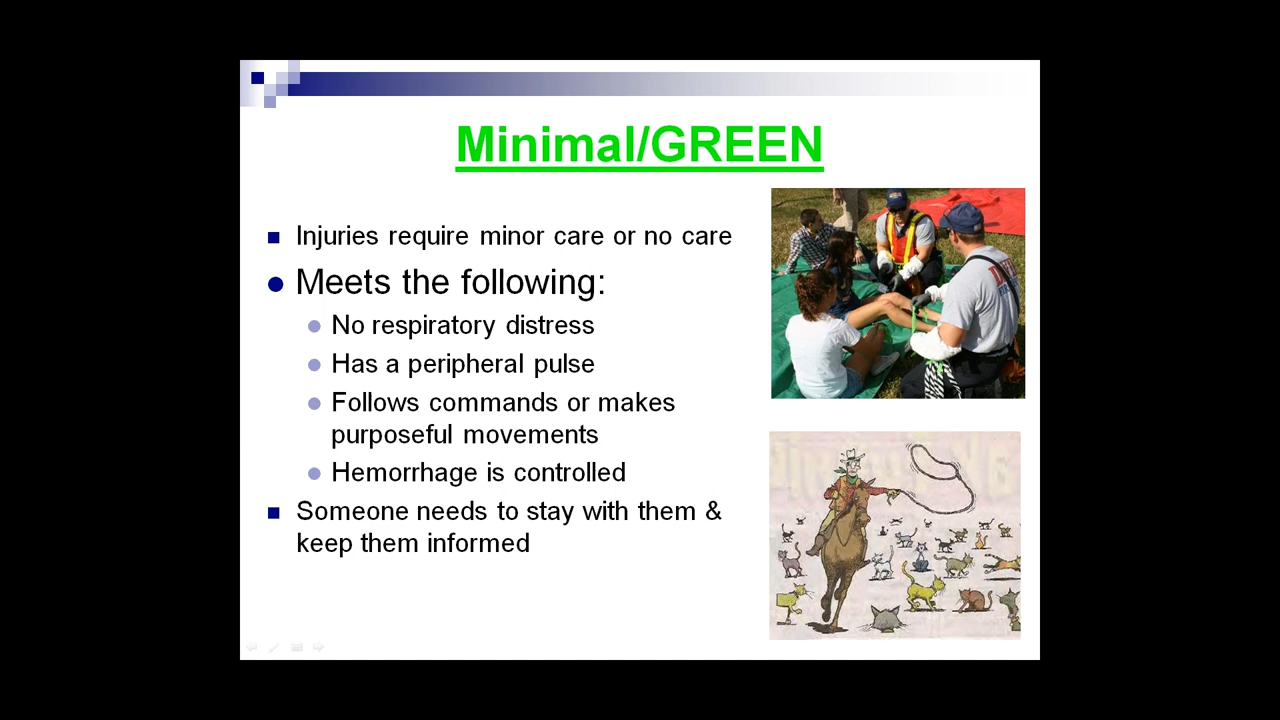 Minimal/GREEN
Injuries require minor care or no care
Meets the following:
No respiratory distress
Has a peripheral pulse
Follows commands or makes
purposeful movements
Hemorrhage is controlled
Someone needs to stay with them &
keep them informed